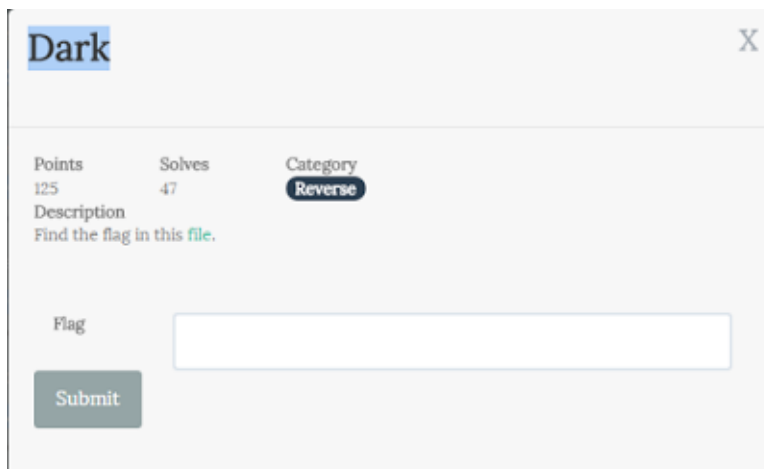 Dark X
Points Solves Category
125 47 Reverse
Description
Find the flag in this file.
Flag
Submit